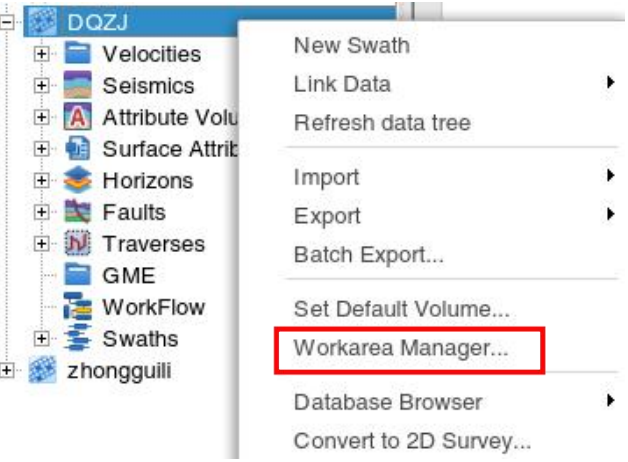 DQZJ
Velocities
Seismics
Attribute Volu
Surface Attrib
Horizons
Faults
Traverses
GME
WorkFlow
Swaths
zhongguili
New Swath
Link Data
Refresh data tree
Import
Export
Batch Export...
Set Default Volume...
Workarea Manager...
Database Browser
Convert to 2D Survey...